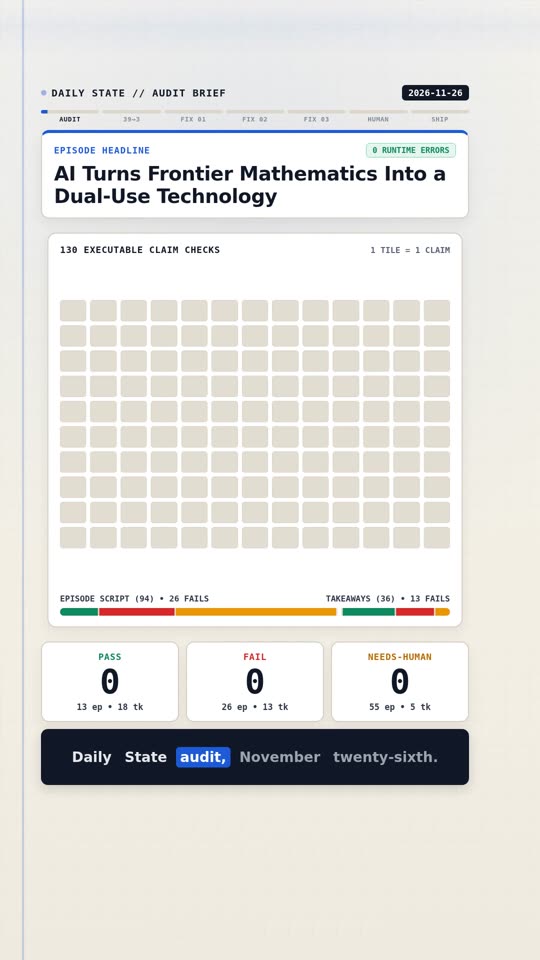 DAILY STATE // AUDIT BRIEF
2026-11-26
AUDIT 39→3 FIX 01 FIX 02 FIX 03 HUMAN SHIP
EPISODE HEADLINE
0 RUNTIME ERRORS
AI Turns Frontier Mathematics Into a
Dual-Use Technology
130 EXECUTABLE CLAIM CHECKS
1 TILE = 1 CLAIM
EPISODE SCRIPT (94) • 26 FAILS
TAKEAWAYS (36) • 13 FAILS
PASS
0
13 ep • 18 tk
FAIL
0
26 ep • 13 tk
NEEDS-HUMAN
0
55 ep • 5 tk
Daily State audit, November twenty-sixth.